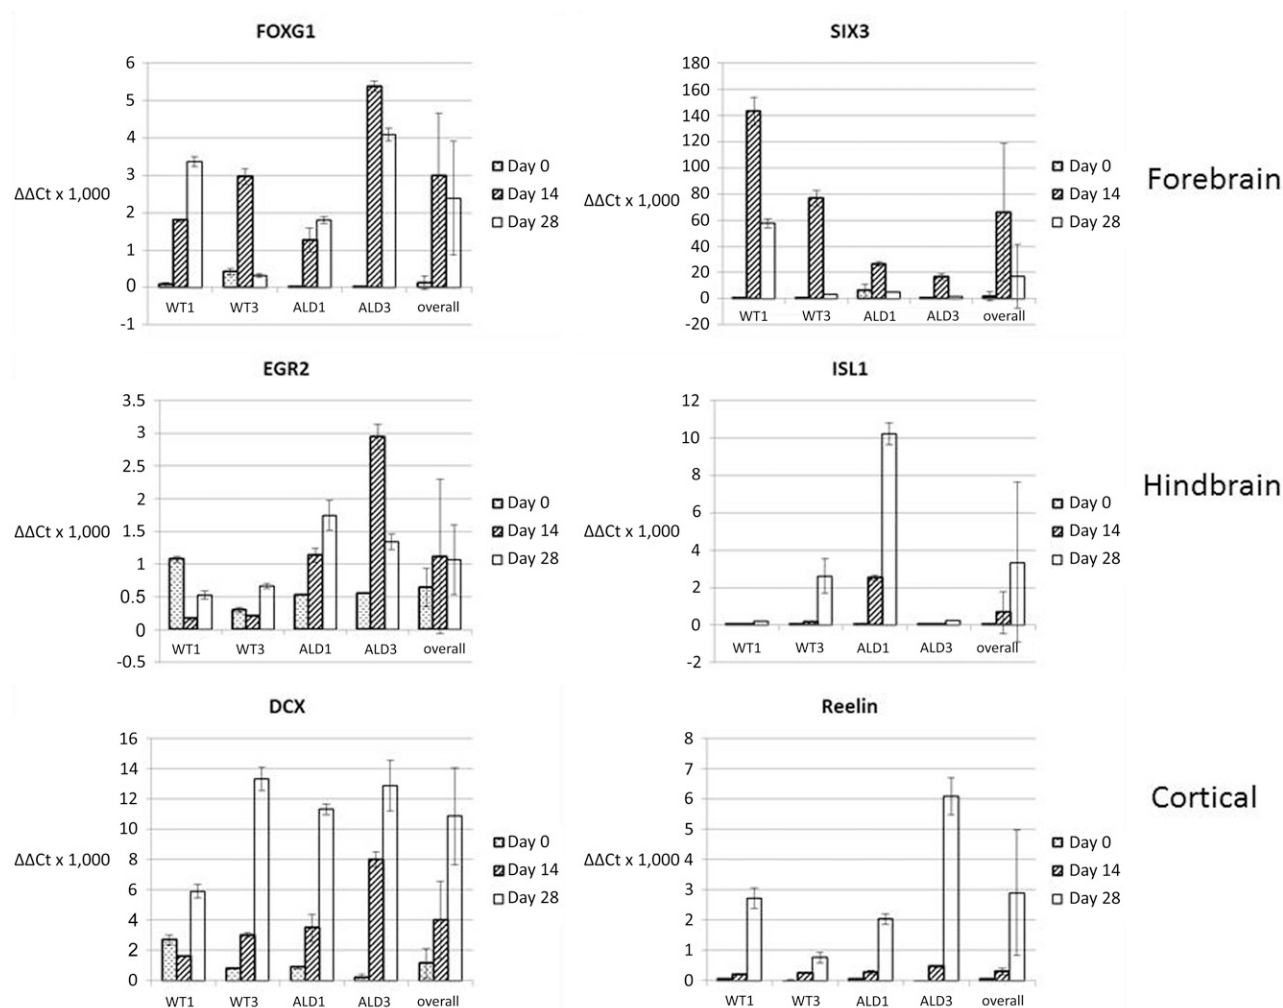 FOXG1
6
5
4
3
2
1
0
-1
ΔΔCt x 1,000
WT1 WT3 ALD1 ALD3 overall
Day 0
Day 14
Day 28
SIX3
180
160
140
120
100
80
60
40
20
0
-20
ΔΔCt x 1,000
WT1 WT3 ALD1 ALD3 overall
Day 0
Day 14
Day 28
Forebrain
EGR2
3.5
3
2.5
2
1.5
1
0.5
0
-0.5
ΔΔCt x 1,000
WT1 WT3 ALD1 ALD3 overall
Day 0
Day 14
Day 28
ISL1
12
10
8
6
4
2
0
-2
ΔΔCt x 1,000
WT1 WT3 ALD1 ALD3 overall
Day 0
Day 14
Day 28
Hindbrain
DCX
16
14
12
10
8
6
4
2
0
ΔΔCt x 1,000
WT1 WT3 ALD1 ALD3 overall
Day 0
Day 14
Day 28
Reelin
8
7
6
5
4
3
2
1
0
ΔΔCt x 1,000
WT1 WT3 ALD1 ALD3 overall
Day 0
Day 14
Day 28
Cortical